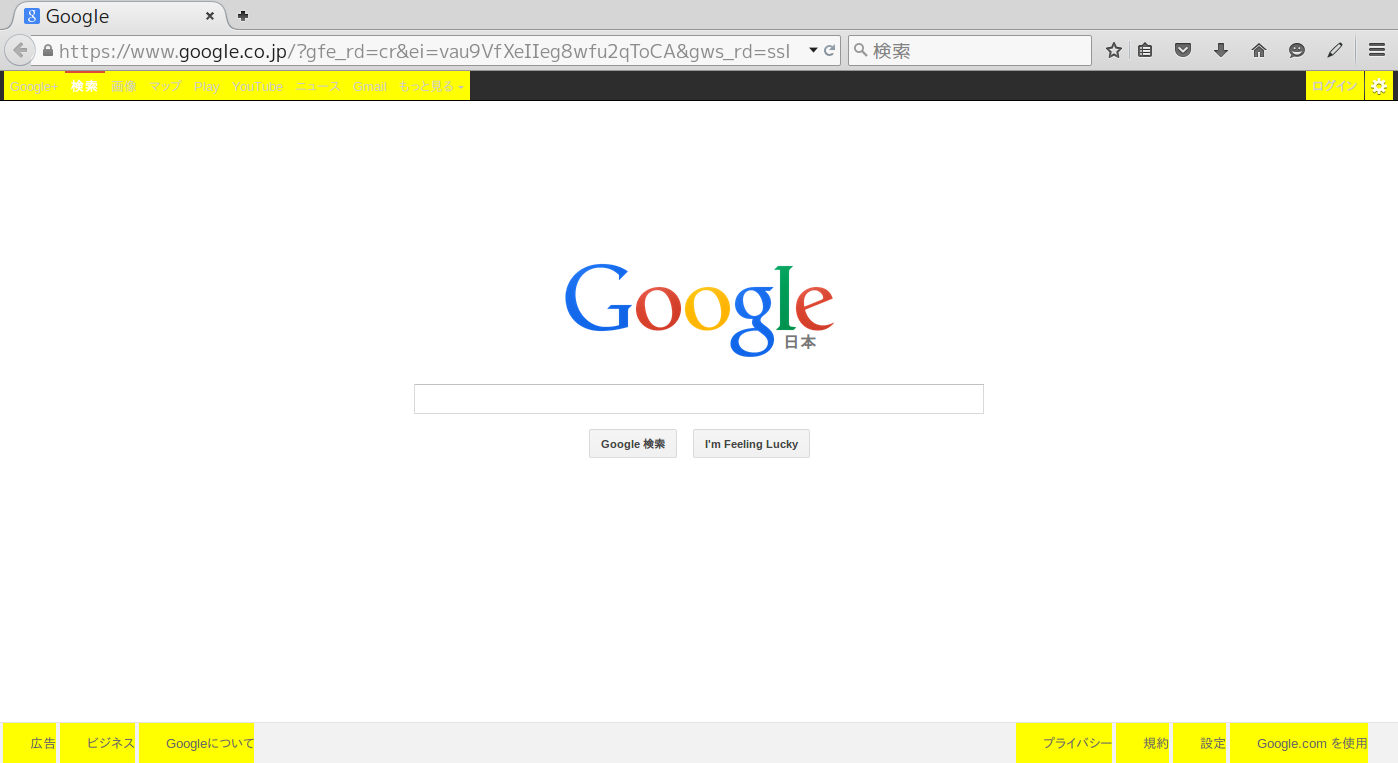 Google
https://www.google.co.jp/?gfe_rd=cr&ei=vau9VfXeIIeg8wfu2qToCA&gws_rd=ssl 検索
Google+ 検索 画像 マップ Play YouTube ニュース Gmail もっと見る ログイン
Google
日本
Google 検索 I'm Feeling Lucky
広告 ビジネス Googleについて プライバシー 規約 設定 Google.com を使用